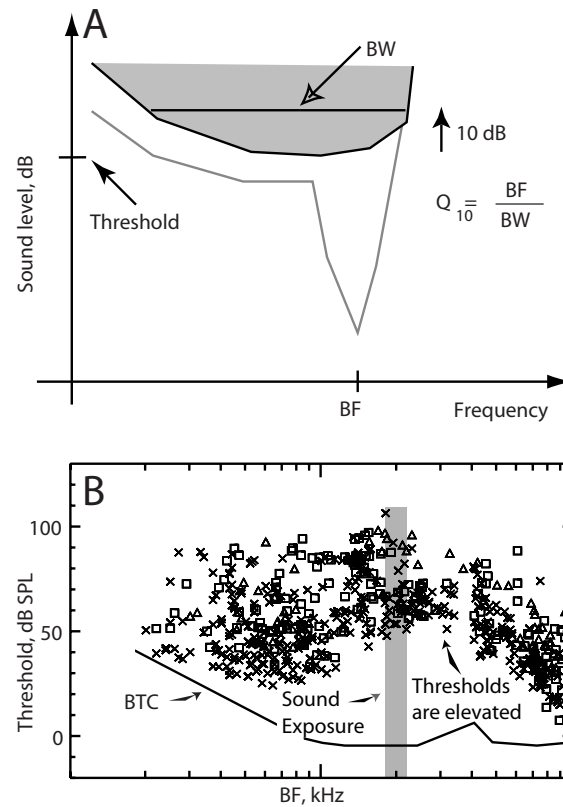 A
BW
10 dB
Q10 = BF
BW
Threshold
Sound level, dB
BF
Frequency
B
100
50
0
Threshold, dB SPL
BTC
Sound
Exposure
Thresholds
are elevated
BF, kHz